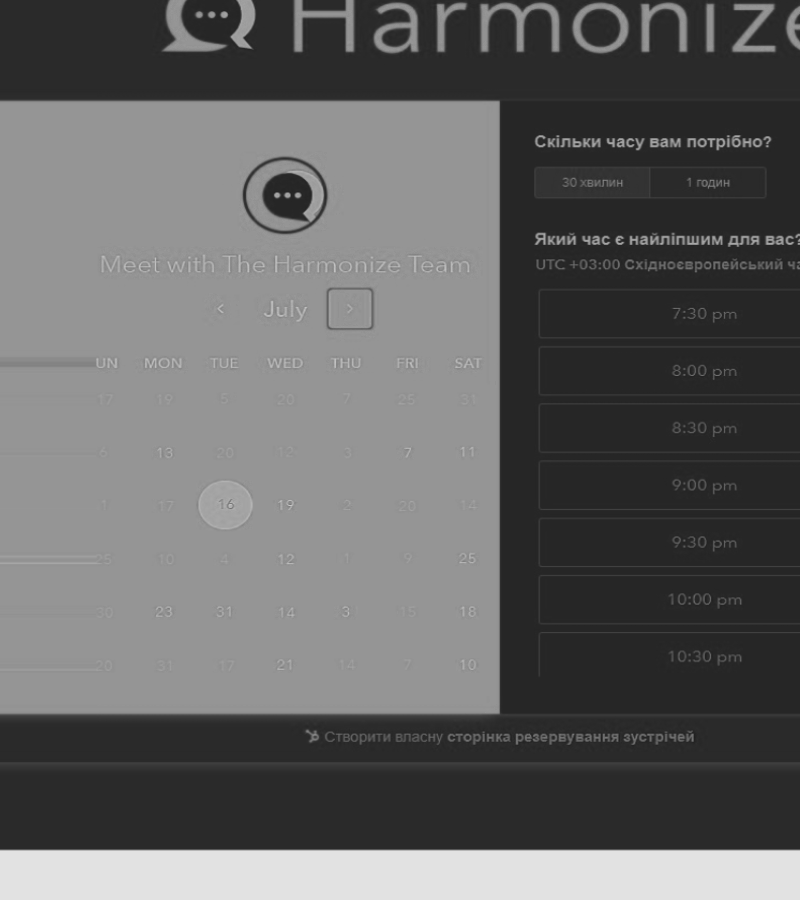 Harmonize
Meet with The Harmonize Team
< July >
UN MON TUE WED THU FRI SAT
17 19 5 20 7 25 31
6 13 20 12 3 7 11
1 17 16 19 2 20 14
25 10 4 12 1 9 25
30 23 31 14 3 15 18
20 31 17 21 14 7 10
Скільки часу вам потрібно?
30 хвилин 1 годин
Який час є найліпшим для вас?
UTC +03:00 Східноєвропейський ча
7:30 pm
8:00 pm
8:30 pm
9:00 pm
9:30 pm
10:00 pm
10:30 pm
Створити власну сторінка резервування зустрічей